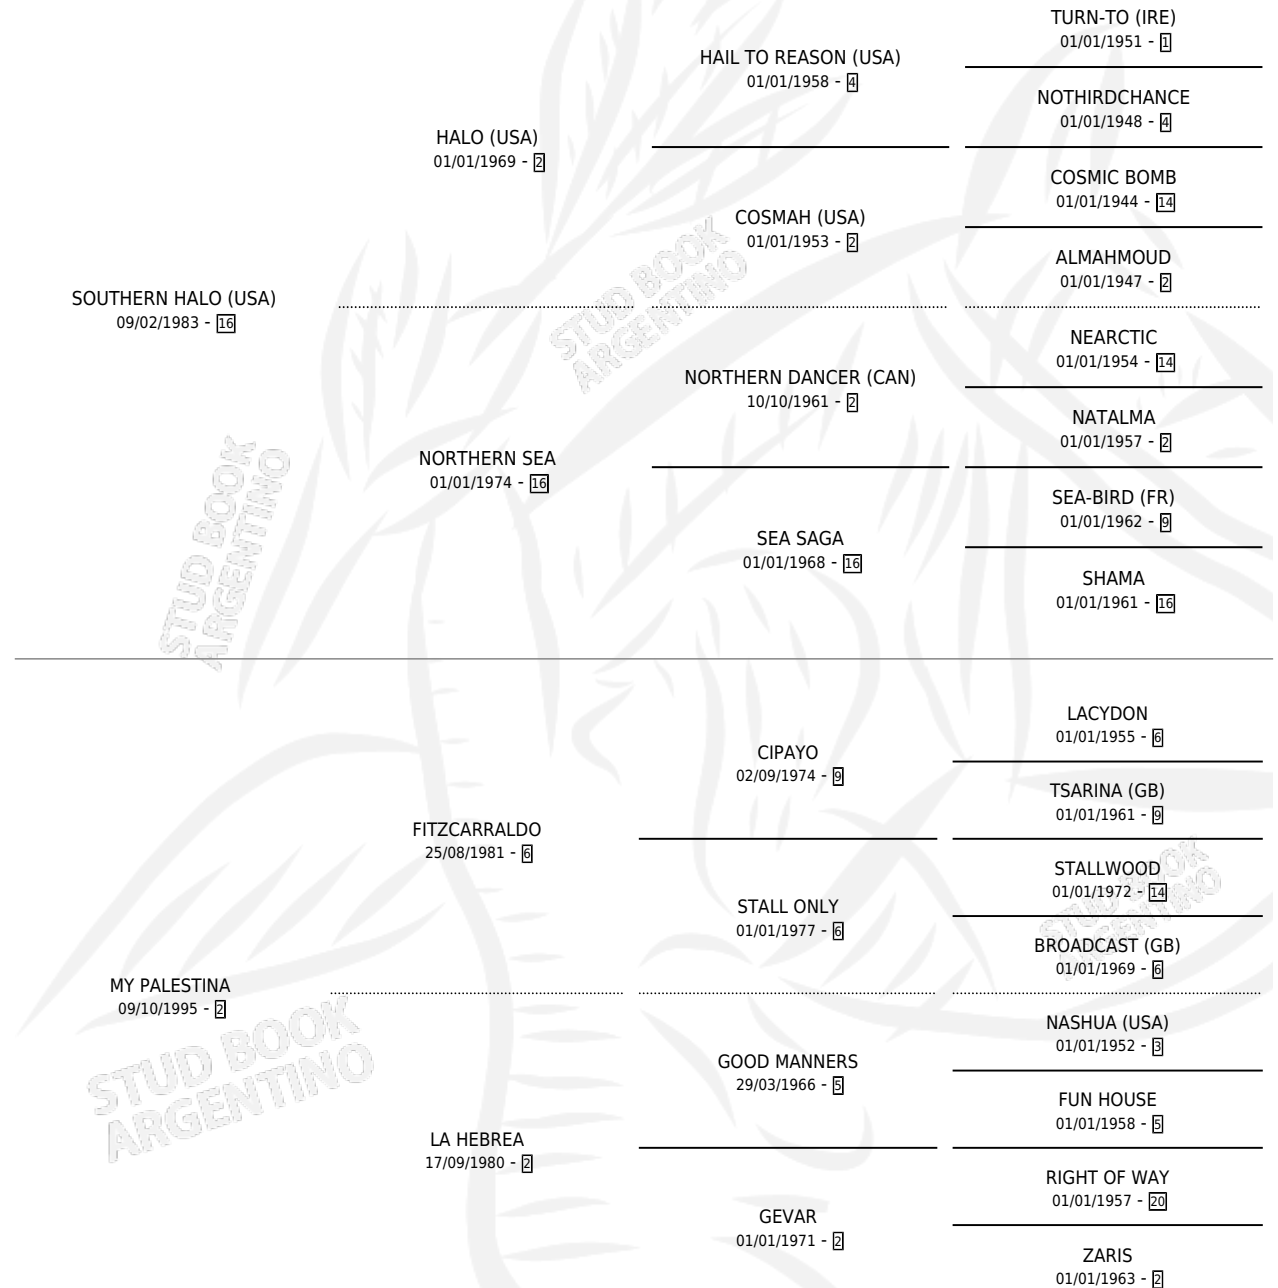 TURN-TO (IRE)
01/01/1951 - 1
HAIL TO REASON (USA)
01/01/1958 - 4
NOTHIRDCHANCE
01/01/1948 - 4
HALO (USA)
01/01/1969 - 2
COSMIC BOMB
01/01/1944 - 14
COSMAH (USA)
01/01/1953 - 2
ALMAHMOUD
01/01/1947 - 2
SOUTHERN HALO (USA)
09/02/1983 - 16
STUD BOOK
ARGENTINO
NEARCTIC
01/01/1954 - 14
NORTHERN DANCER (CAN)
10/10/1961 - 2
NATALMA
01/01/1957 - 2
NORTHERN SEA
01/01/1974 - 16
SEA-BIRD (FR)
01/01/1962 - 9
SEA SAGA
01/01/1968 - 16
SHAMA
01/01/1961 - 16
STUD BOOK
ARGENTINO
LACYDON
01/01/1955 - 6
CIPAYO
02/09/1974 - 9
TSARINA (GB)
01/01/1961 - 9
FITZCARRALDO
25/08/1981 - 6
STALLWOOD
01/01/1972 - 14
STALL ONLY
01/01/1977 - 6
STUD BOOK
ARGENTINO
BROADCAST (GB)
01/01/1969 - 6
MY PALESTINA
09/10/1995 - 2
NASHUA (USA)
01/01/1952 - 3
GOOD MANNERS
29/03/1966 - 5
STUD BOOK
ARGENTINO
FUN HOUSE
01/01/1958 - 5
LA HEBREA
17/09/1980 - 2
RIGHT OF WAY
01/01/1957 - 20
GEVAR
01/01/1971 - 2
ZARIS
01/01/1963 - 2